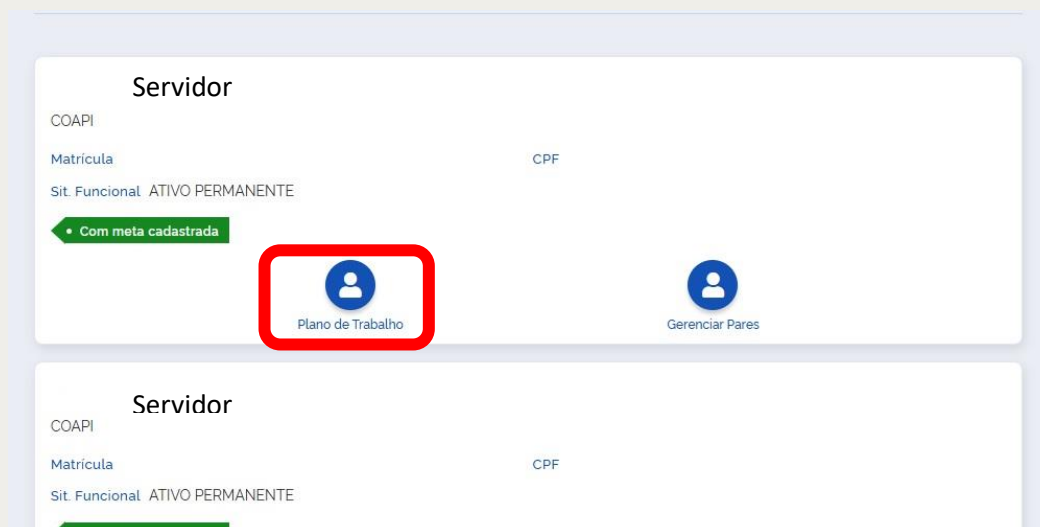 Servidor
COAPI
Matrícula CPF
Sit. Funcional ATIVO PERMANENTE
Com meta cadastrada
Plano de Trabalho Gerenciar Pares
Servidor
COAPI
Matrícula CPF
Sit. Funcional ATIVO PERMANENTE